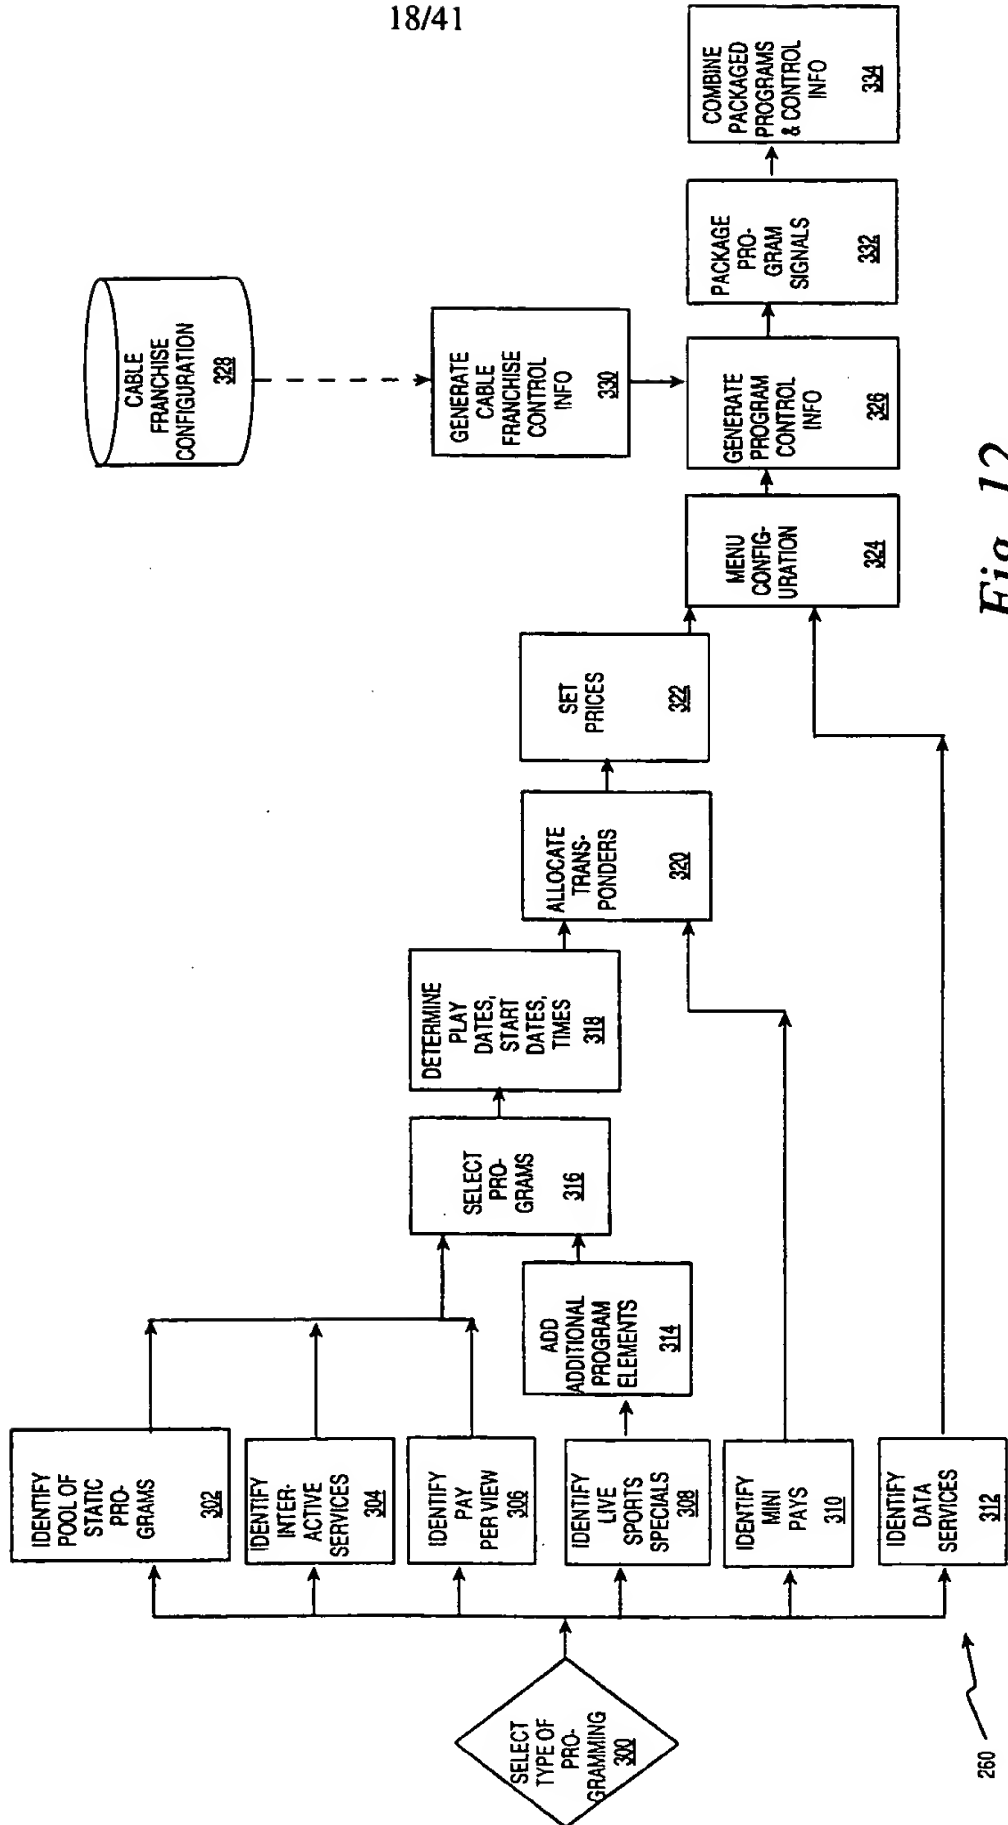 18/41
SELECT
TYPE OF
PRO-
GRAMMING
300
IDENTIFY
POOL OF
STATIC
PRO-
GRAMS
302
IDENTIFY
INTER-
ACTIVE
SERVICES
304
IDENTIFY
PAY
PER VIEW
306
IDENTIFY
LIVE
SPORTS
SPECIALS
308
IDENTIFY
MINI
PAYS
310
IDENTIFY
DATA
SERVICES
312
ADD
ADDITIONAL
PROGRAM
ELEMENTS
314
SELECT
PRO-
GRAMS
316
DETERMINE
PLAY
DATES,
START
DATES,
TIMES
318
ALLOCATE
TRANS-
PONDERS
320
SET
PRICES
322
MENU
CONFIG-
URATION
324
CABLE
FRANCHISE
CONFIGURATION
328
GENERATE
CABLE
FRANCHISE
CONTROL
INFO
330
GENERATE
PROGRAM
CONTROL
INFO
326
PACKAGE
PRO-
GRAM
SIGNALS
332
COMBINE
PACKAGED
PROGRAMS
& CONTROL
INFO
334
260
Fig. 12